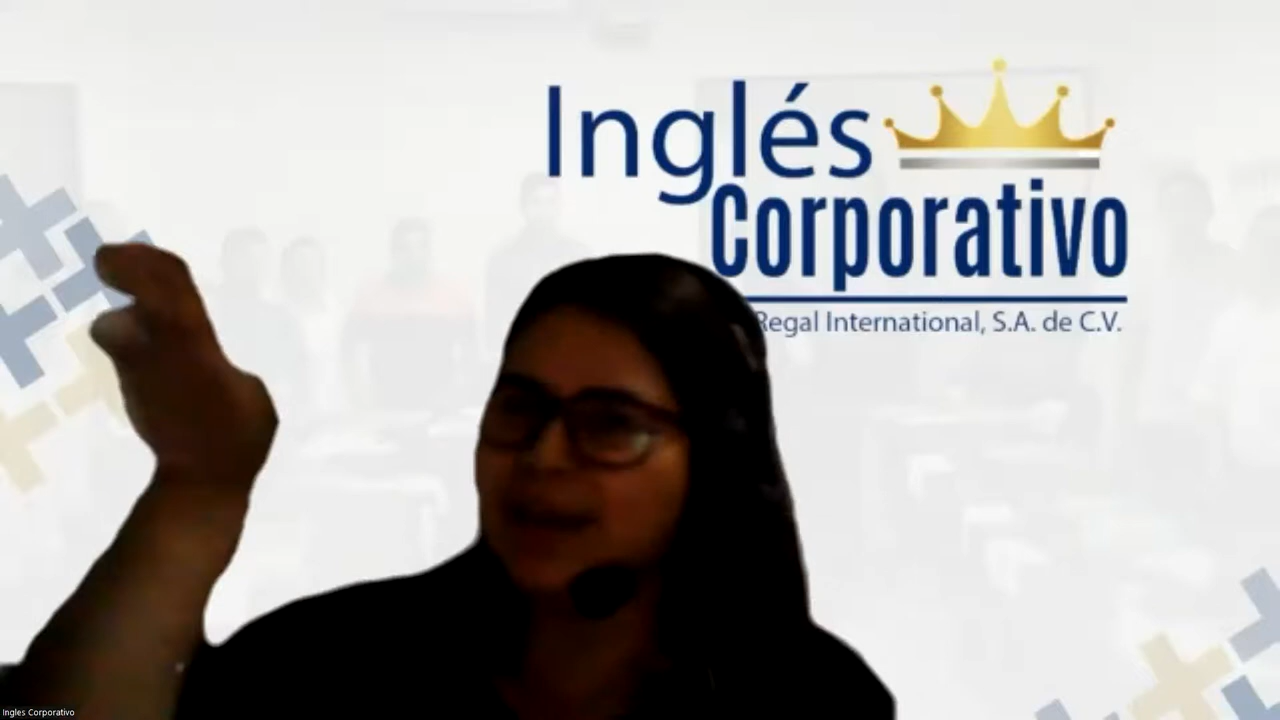 Inglés
Corporativo
Regal International, S.A. de C.V.
Ingles Corporativo